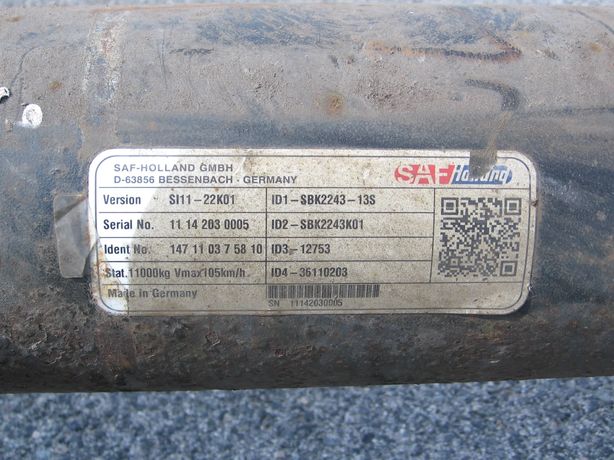 SAF-HOLLAND GMBH
D-63856 BESSENBACH - GERMANY
SAF Holland
Version SI11-22K01 ID1-SBK2243-13S
Serial No. 11 14 203 0005 ID2-SBK2243K01
Ident No. 147 11 03 7 58 10 ID3-12753
Stat.11000kg Vmax105km/h ID4-36110203
Made in Germany
SN 11142030005